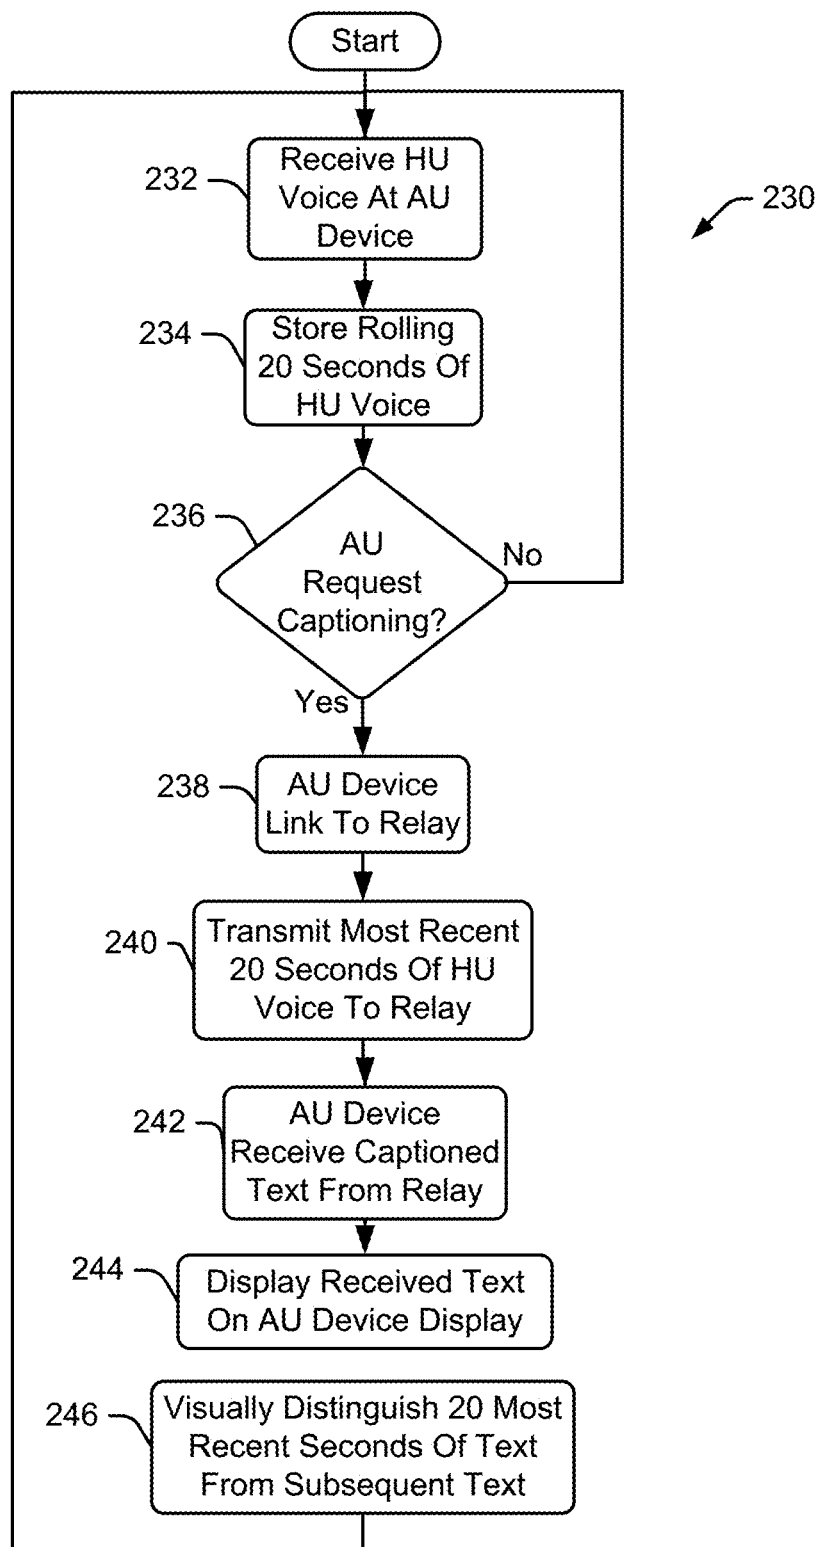 Start
232
Receive HU
Voice At AU
Device
230
234
Store Rolling
20 Seconds Of
HU Voice
236
AU
Request
Captioning?
No
Yes
238
AU Device
Link To Relay
240
Transmit Most Recent
20 Seconds Of HU
Voice To Relay
242
AU Device
Receive Captioned
Text From Relay
244
Display Received Text
On AU Device Display
246
Visually Distinguish 20 Most
Recent Seconds Of Text
From Subsequent Text